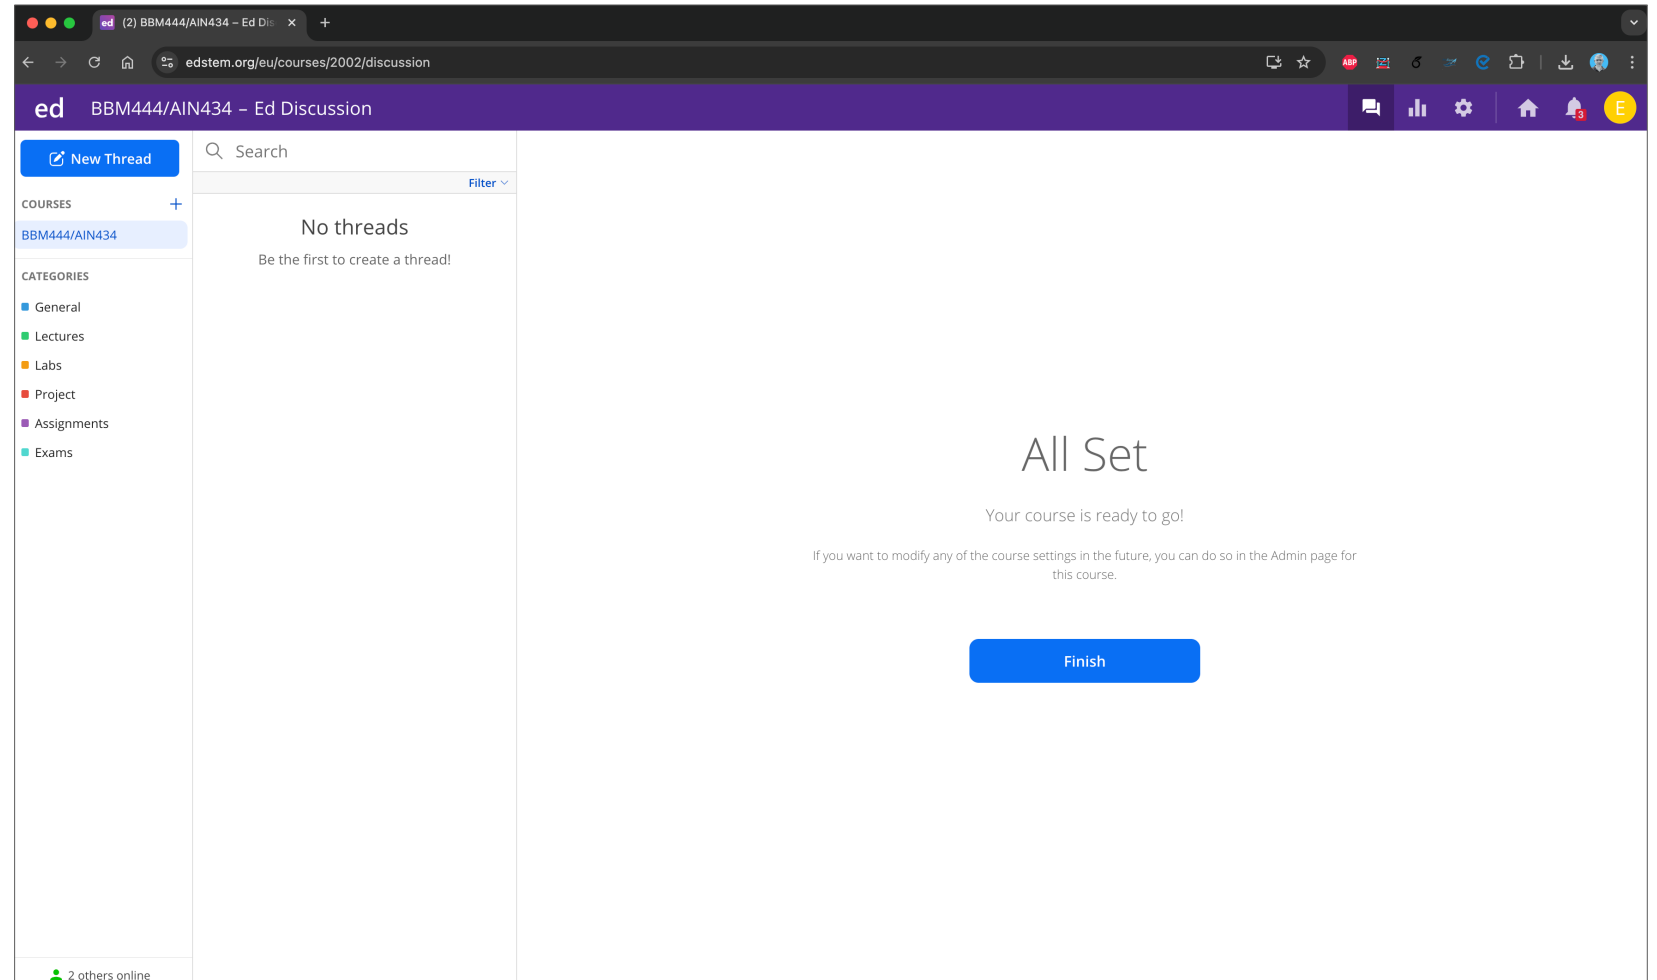 ed (2) BBM444/AIN434 – Ed Dis
edstem.org/eu/courses/2002/discussion
ABP
ed BBM444/AIN434 – Ed Discussion
3
E
New Thread
COURSES
BBM444/AIN434
CATEGORIES
General
Lectures
Labs
Project
Assignments
Exams
2 others online
Search
Filter
No threads
Be the first to create a thread!
All Set
Your course is ready to go!
If you want to modify any of the course settings in the future, you can do so in the Admin page for
this course.
Finish